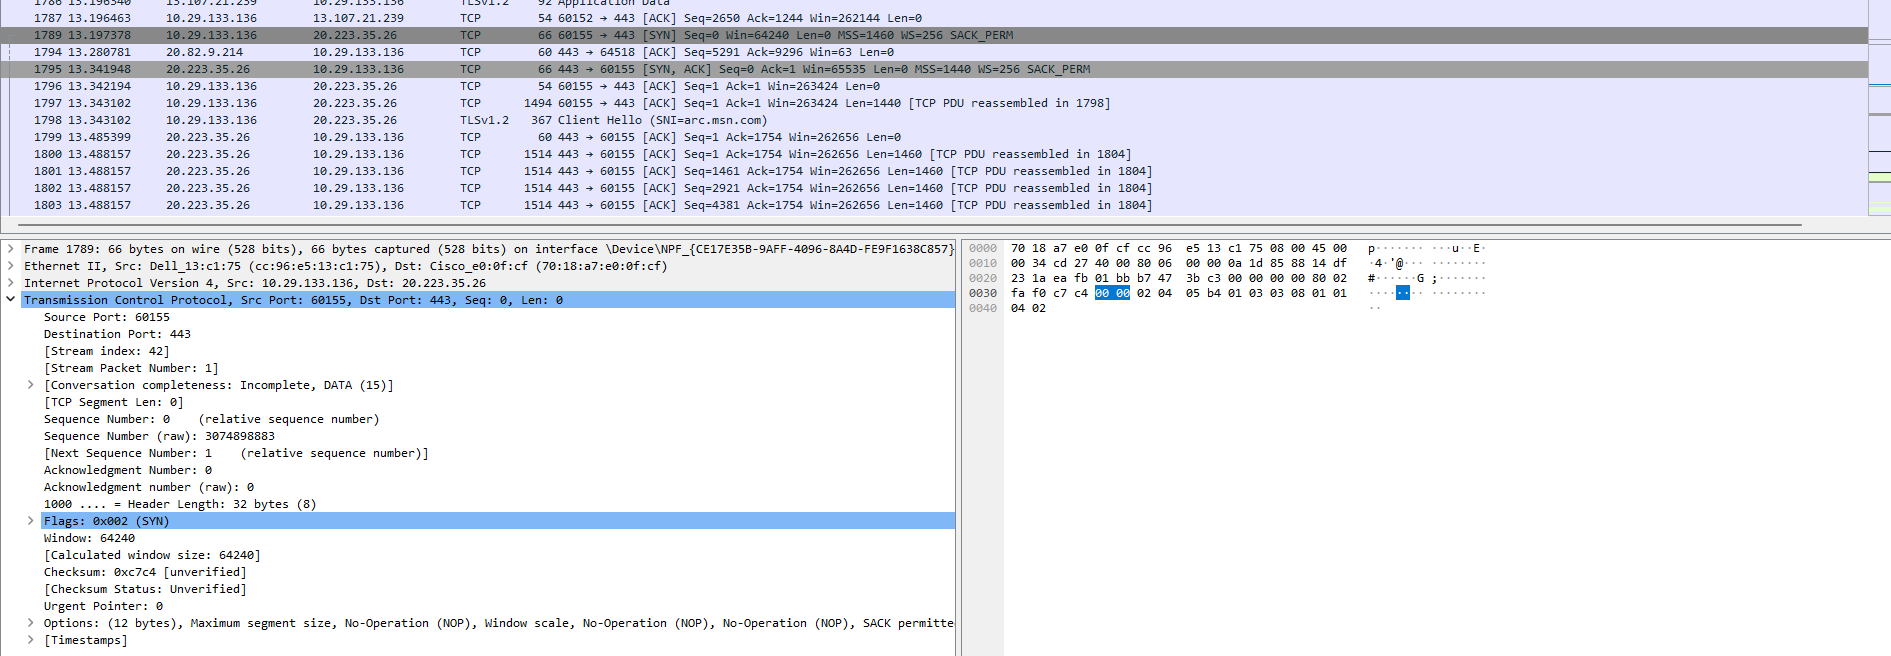 1786 13.196340 13.107.21.239 10.29.133.136 TLSv1.2 92 Application Data
1787 13.196463 10.29.133.136 13.107.21.239 TCP 54 60152 → 443 [ACK] Seq=2650 Ack=1244 Win=262144 Len=0
1789 13.197378 10.29.133.136 20.223.35.26 TCP 66 60155 → 443 [SYN] Seq=0 Win=64240 Len=0 MSS=1460 WS=256 SACK_PERM
1794 13.280781 20.82.9.214 10.29.133.136 TCP 60 443 → 64518 [ACK] Seq=5291 Ack=9296 Win=63 Len=0
1795 13.341948 20.223.35.26 10.29.133.136 TCP 66 443 → 60155 [SYN, ACK] Seq=0 Ack=1 Win=65535 Len=0 MSS=1440 WS=256 SACK_PERM
1796 13.342194 10.29.133.136 20.223.35.26 TCP 54 60155 → 443 [ACK] Seq=1 Ack=1 Win=263424 Len=0
1797 13.343102 10.29.133.136 20.223.35.26 TCP 1494 60155 → 443 [ACK] Seq=1 Ack=1 Win=263424 Len=1440 [TCP PDU reassembled in 1798]
1798 13.343102 10.29.133.136 20.223.35.26 TLSv1.2 367 Client Hello (SNI=arc.msn.com)
1799 13.485399 20.223.35.26 10.29.133.136 TCP 60 443 → 60155 [ACK] Seq=1 Ack=1754 Win=262656 Len=0
1800 13.488157 20.223.35.26 10.29.133.136 TCP 1514 443 → 60155 [ACK] Seq=1 Ack=1754 Win=262656 Len=1460 [TCP PDU reassembled in 1804]
1801 13.488157 20.223.35.26 10.29.133.136 TCP 1514 443 → 60155 [ACK] Seq=1461 Ack=1754 Win=262656 Len=1460 [TCP PDU reassembled in 1804]
1802 13.488157 20.223.35.26 10.29.133.136 TCP 1514 443 → 60155 [ACK] Seq=2921 Ack=1754 Win=262656 Len=1460 [TCP PDU reassembled in 1804]
1803 13.488157 20.223.35.26 10.29.133.136 TCP 1514 443 → 60155 [ACK] Seq=4381 Ack=1754 Win=262656 Len=1460 [TCP PDU reassembled in 1804]
Frame 1789: 66 bytes on wire (528 bits), 66 bytes captured (528 bits) on interface \Device\NPF_{CE17E35B-9AFF-4096-8A4D-FE9F1638C857}
Ethernet II, Src: Dell_13:c1:75 (cc:96:e5:13:c1:75), Dst: Cisco_e0:0f:cf (70:18:a7:e0:0f:cf)
Internet Protocol Version 4, Src: 10.29.133.136, Dst: 20.223.35.26
Transmission Control Protocol, Src Port: 60155, Dst Port: 443, Seq: 0, Len: 0
Source Port: 60155
Destination Port: 443
[Stream index: 42]
[Stream Packet Number: 1]
[Conversation completeness: Incomplete, DATA (15)]
[TCP Segment Len: 0]
Sequence Number: 0 (relative sequence number)
Sequence Number (raw): 3074898883
[Next Sequence Number: 1 (relative sequence number)]
Acknowledgment Number: 0
Acknowledgment number (raw): 0
1000 .... = Header Length: 32 bytes (8)
Flags: 0x002 (SYN)
Window: 64240
[Calculated window size: 64240]
Checksum: 0xc7c4 [unverified]
[Checksum Status: Unverified]
Urgent Pointer: 0
Options: (12 bytes), Maximum segment size, No-Operation (NOP), Window scale, No-Operation (NOP), No-Operation (NOP), SACK permitte
[Timestamps]
0000 70 18 a7 e0 0f cf cc 96 e5 13 c1 75 08 00 45 00 p······· ···u··E·
0010 00 34 cd 27 40 00 80 06 00 00 0a 1d 85 88 14 df ·4·'@··· ········
0020 23 1a ea fb 01 bb b7 47 3b c3 00 00 00 00 80 02 #······G ;·······
0030 fa f0 c7 c4 00 00 02 04 05 b4 01 03 03 08 01 01 ········ ········
0040 04 02 ··